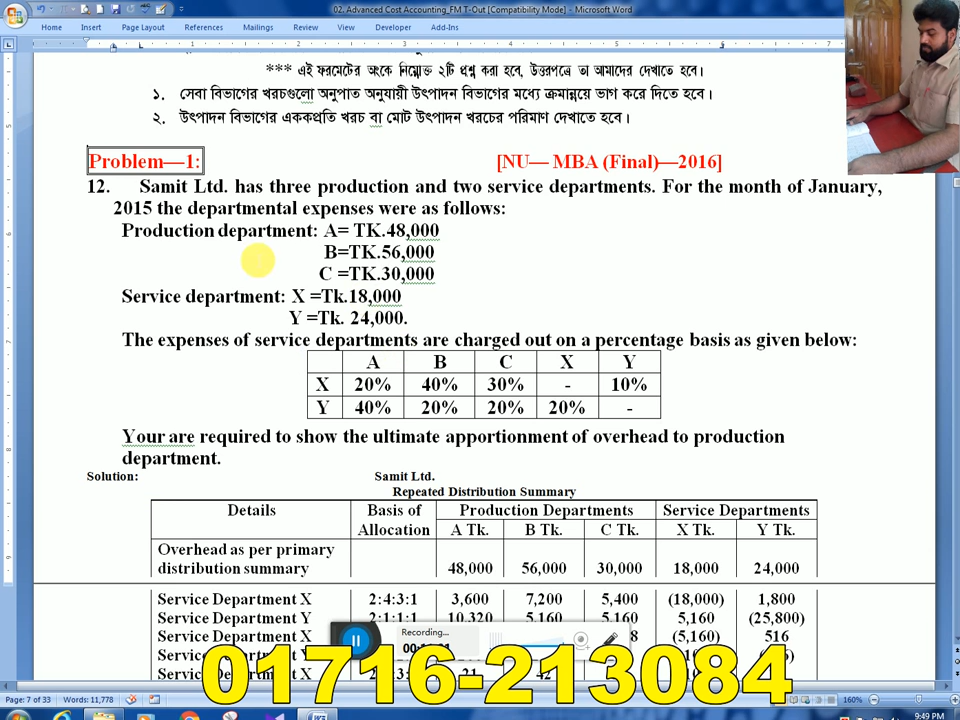 02. Advanced Cost Accounting_FM T-Out [Compatibility Mode] - Microsoft Word
Home Insert Page Layout References Mailings Review View Developer Add-Ins
*** এই ফরমেটের অংকে নিম্নোক্ত ২টি প্রশ্ন করা হবে, উত্তরপত্রে তা আমাদের দেখাতে হবে।
১. সেবা বিভাগের খরচগুলো অনুপাত অনুযায়ী উৎপাদন বিভাগের মধ্যে ক্রমান্বয়ে ভাগ করে দিতে হবে।
২. উৎপাদন বিভাগের এককপ্রতি খরচ বা মোট উৎপাদন খরচের পরিমাণ দেখাতে হবে।
Problem—1: [NU— MBA (Final)—2016]
12. Samit Ltd. has three production and two service departments. For the month of January,
2015 the departmental expenses were as follows:
Production department: A= TK.48,000
B=TK.56,000
C =TK.30,000
Service department: X =Tk.18,000
Y =Tk. 24,000.
The expenses of service departments are charged out on a percentage basis as given below:
A B C X Y
X 20% 40% 30% - 10%
Y 40% 20% 20% 20% -
Your are required to show the ultimate apportionment of overhead to production
department.
Solution: Samit Ltd.
Repeated Distribution Summary
Details Basis of Allocation Production Departments Service Departments
A Tk. B Tk. C Tk. X Tk. Y Tk.
Overhead as per primary
distribution summary 48,000 56,000 30,000 18,000 24,000
Service Department X 2:4:3:1 3,600 7,200 5,400 (18,000) 1,800
Service Department Y 2:1:1:1 10,320 5,160 5,160 5,160 (25,800)
Service Department X (5,160) 516
Recording...
01716-213084
Page: 7 of 33 Words: 11,778 160%
9:49 PM